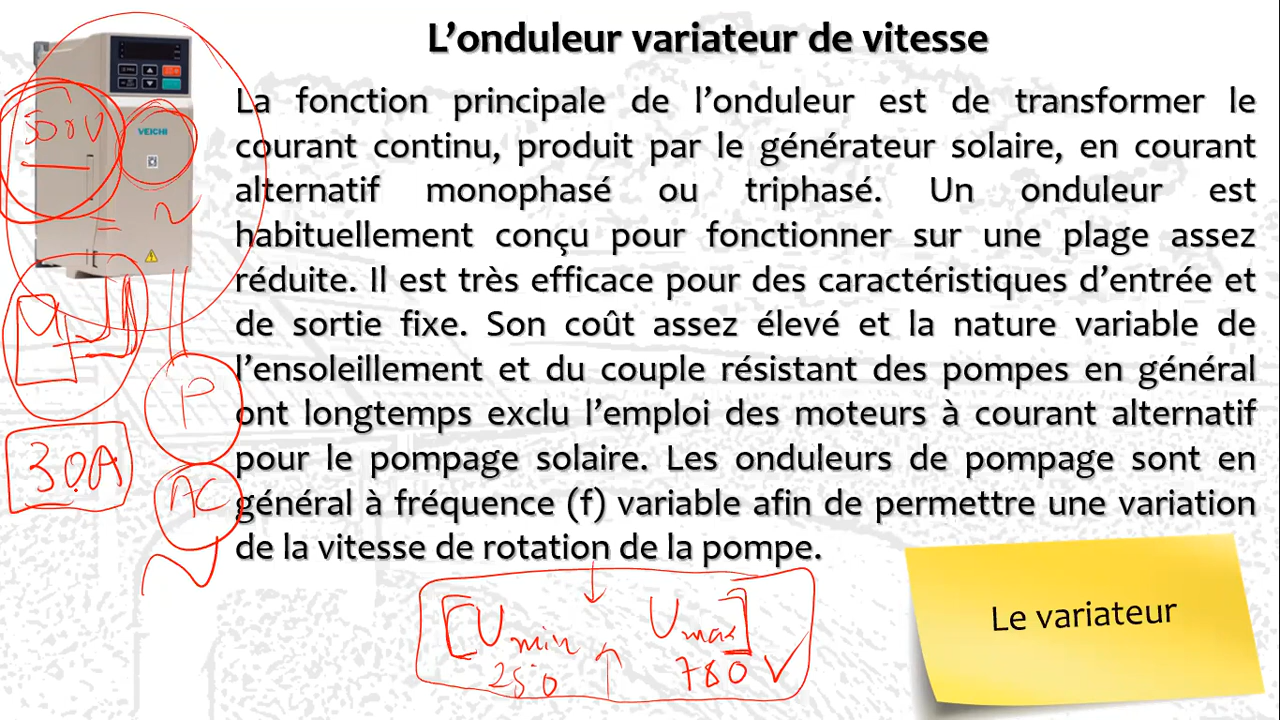 L'onduleur variateur de vitesse
La fonction principale de l'onduleur est de transformer le
courant continu, produit par le générateur solaire, en courant
alternatif monophasé ou triphasé. Un onduleur est
habituellement conçu pour fonctionner sur une plage assez
réduite. Il est très efficace pour des caractéristiques d'entrée et
de sortie fixe. Son coût assez élevé et la nature variable de
l'ensoleillement et du couple résistant des pompes en général
ont longtemps exclu l'emploi des moteurs à courant alternatif
pour le pompage solaire. Les onduleurs de pompage sont en
général à fréquence (f) variable afin de permettre une variation
de la vitesse de rotation de la pompe.
VEICHI
P
30A
AC
[Umin Umax]
250 780 V
Le variateur